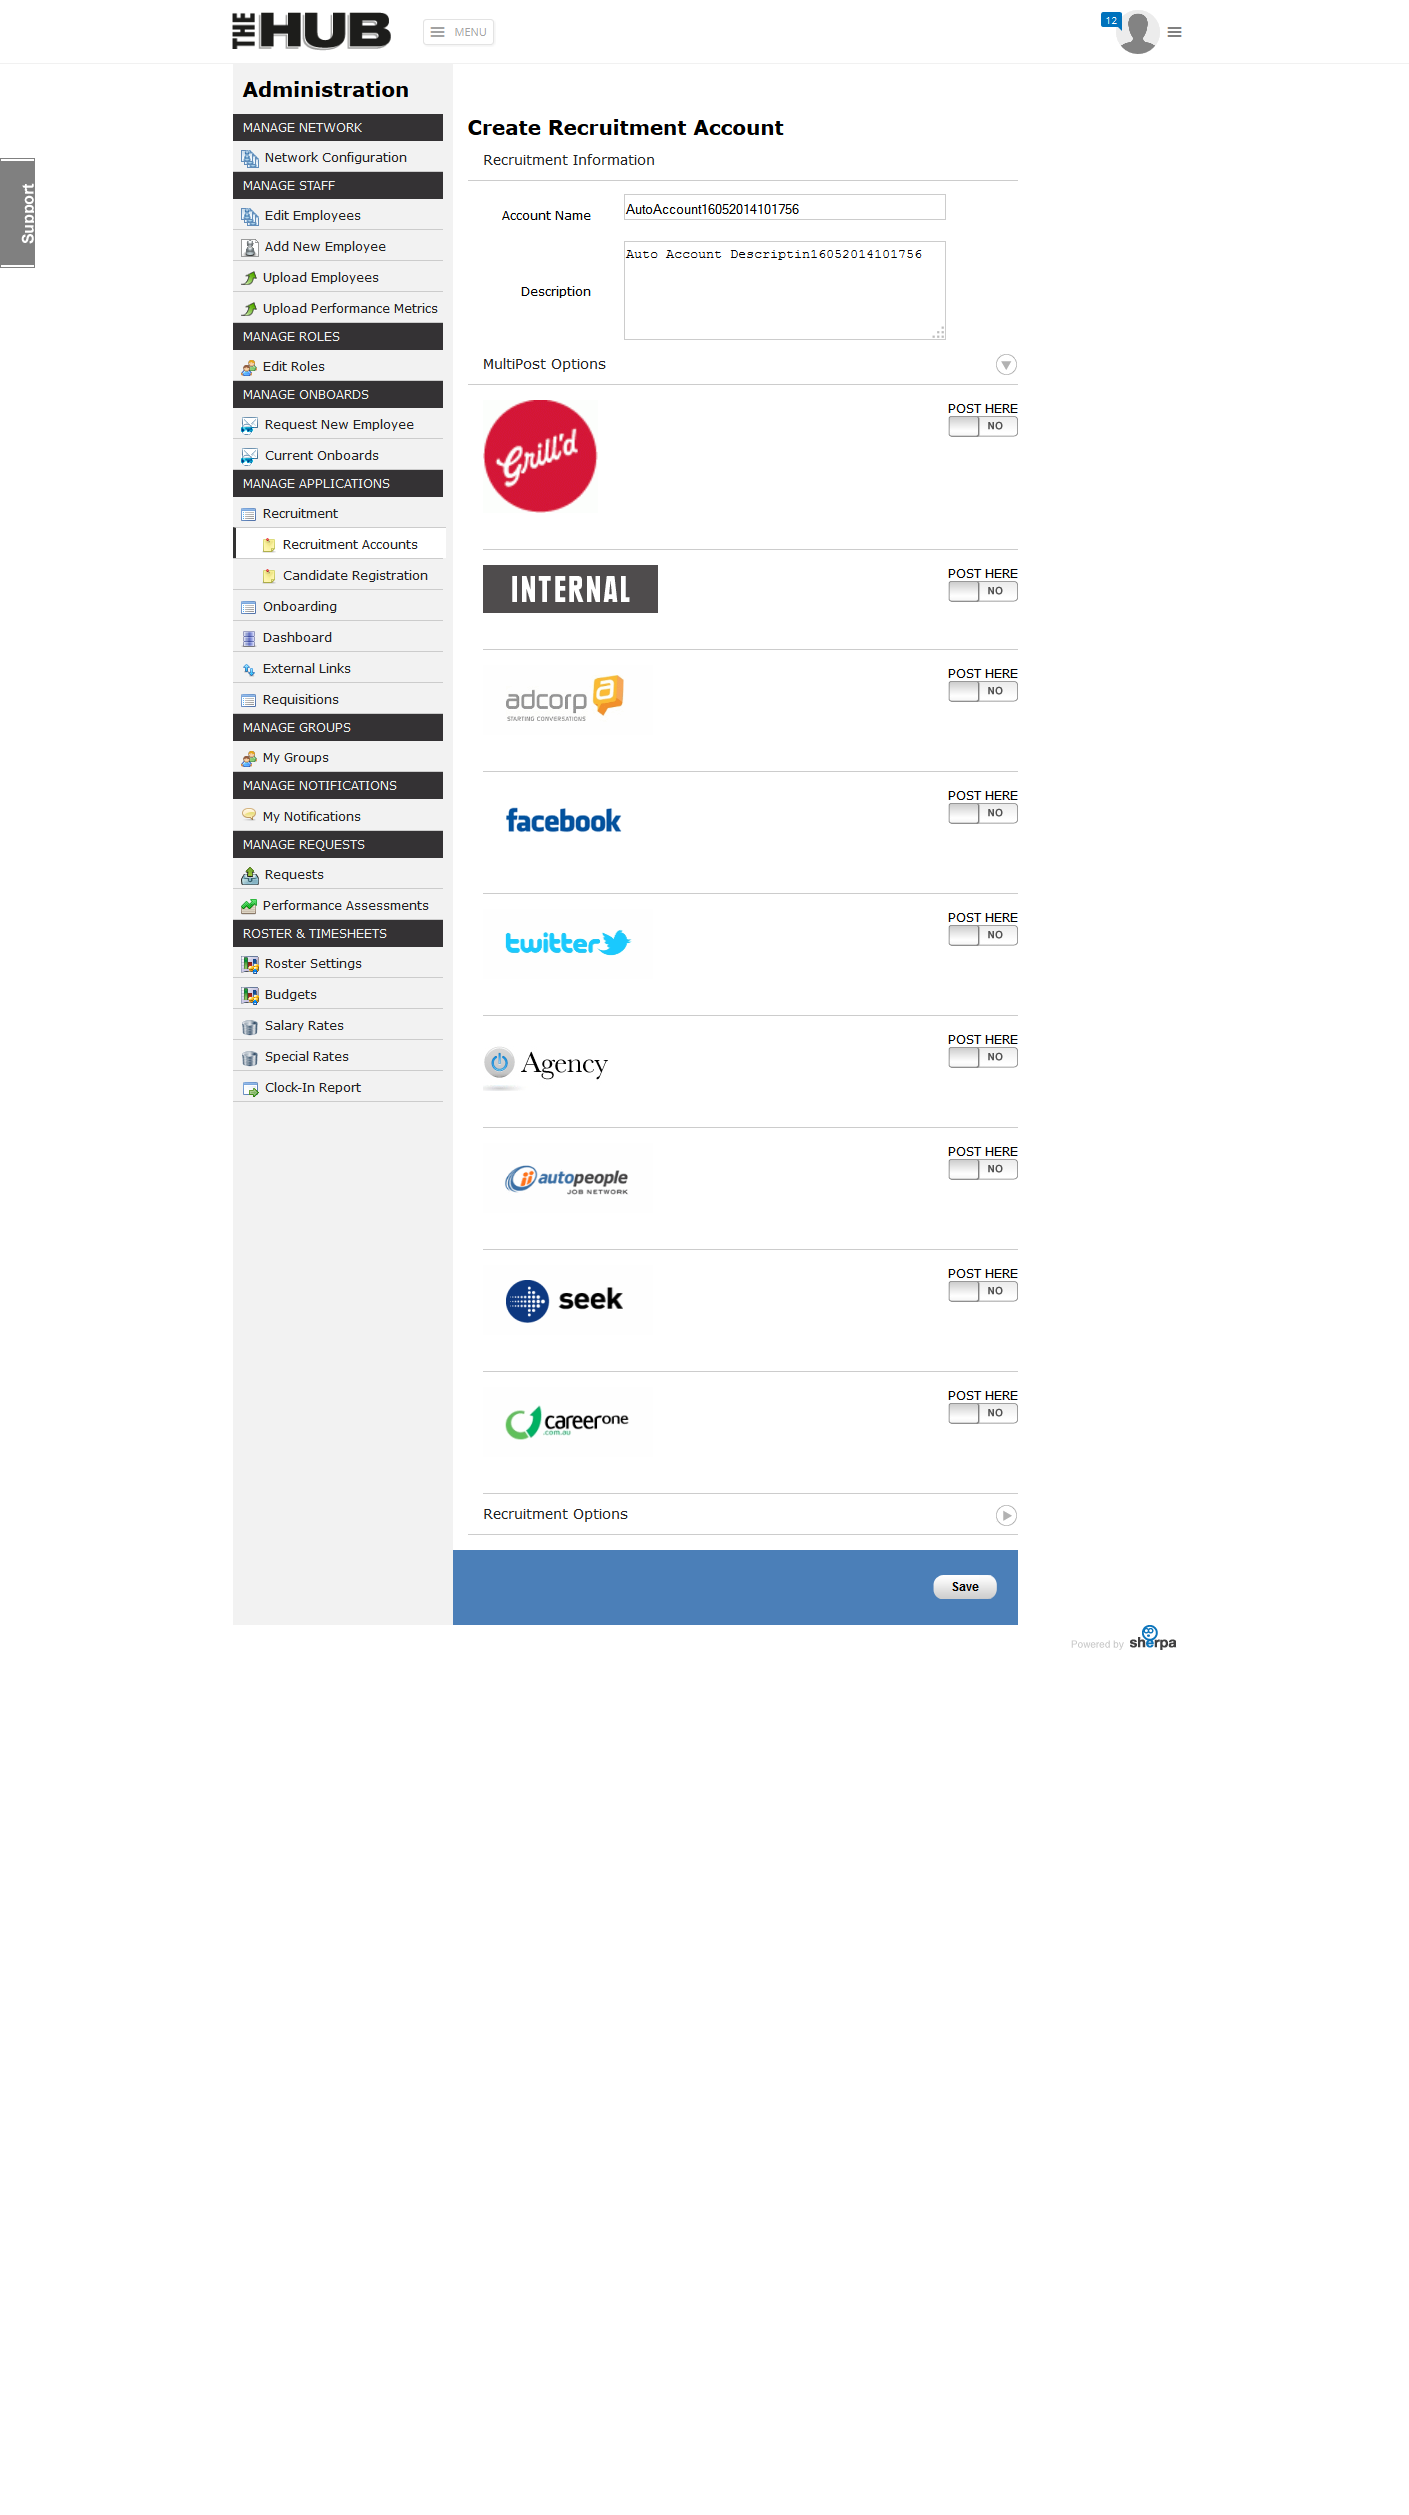 THE HUB
MENU
12
Support
Administration
MANAGE NETWORK
Network Configuration
MANAGE STAFF
Edit Employees
Add New Employee
Upload Employees
Upload Performance Metrics
MANAGE ROLES
Edit Roles
MANAGE ONBOARDS
Request New Employee
Current Onboards
MANAGE APPLICATIONS
Recruitment
Recruitment Accounts
Candidate Registration
Onboarding
Dashboard
External Links
Requisitions
MANAGE GROUPS
My Groups
MANAGE NOTIFICATIONS
My Notifications
MANAGE REQUESTS
Requests
Performance Assessments
ROSTER & TIMESHEETS
Roster Settings
Budgets
Salary Rates
Special Rates
Clock-In Report
Create Recruitment Account
Recruitment Information
Account Name
AutoAccount16052014101756
Description
Auto Account Descriptin16052014101756
MultiPost Options
Grill'd
POST HERE
NO
INTERNAL
POST HERE
NO
adcorp a
STARTING CONVERSATIONS
POST HERE
NO
facebook
POST HERE
NO
twitter
POST HERE
NO
Agency
POST HERE
NO
autopeople
JOB NETWORK
POST HERE
NO
seek
POST HERE
NO
careerone
.com.au
POST HERE
NO
Recruitment Options
Save
Powered by sherpa